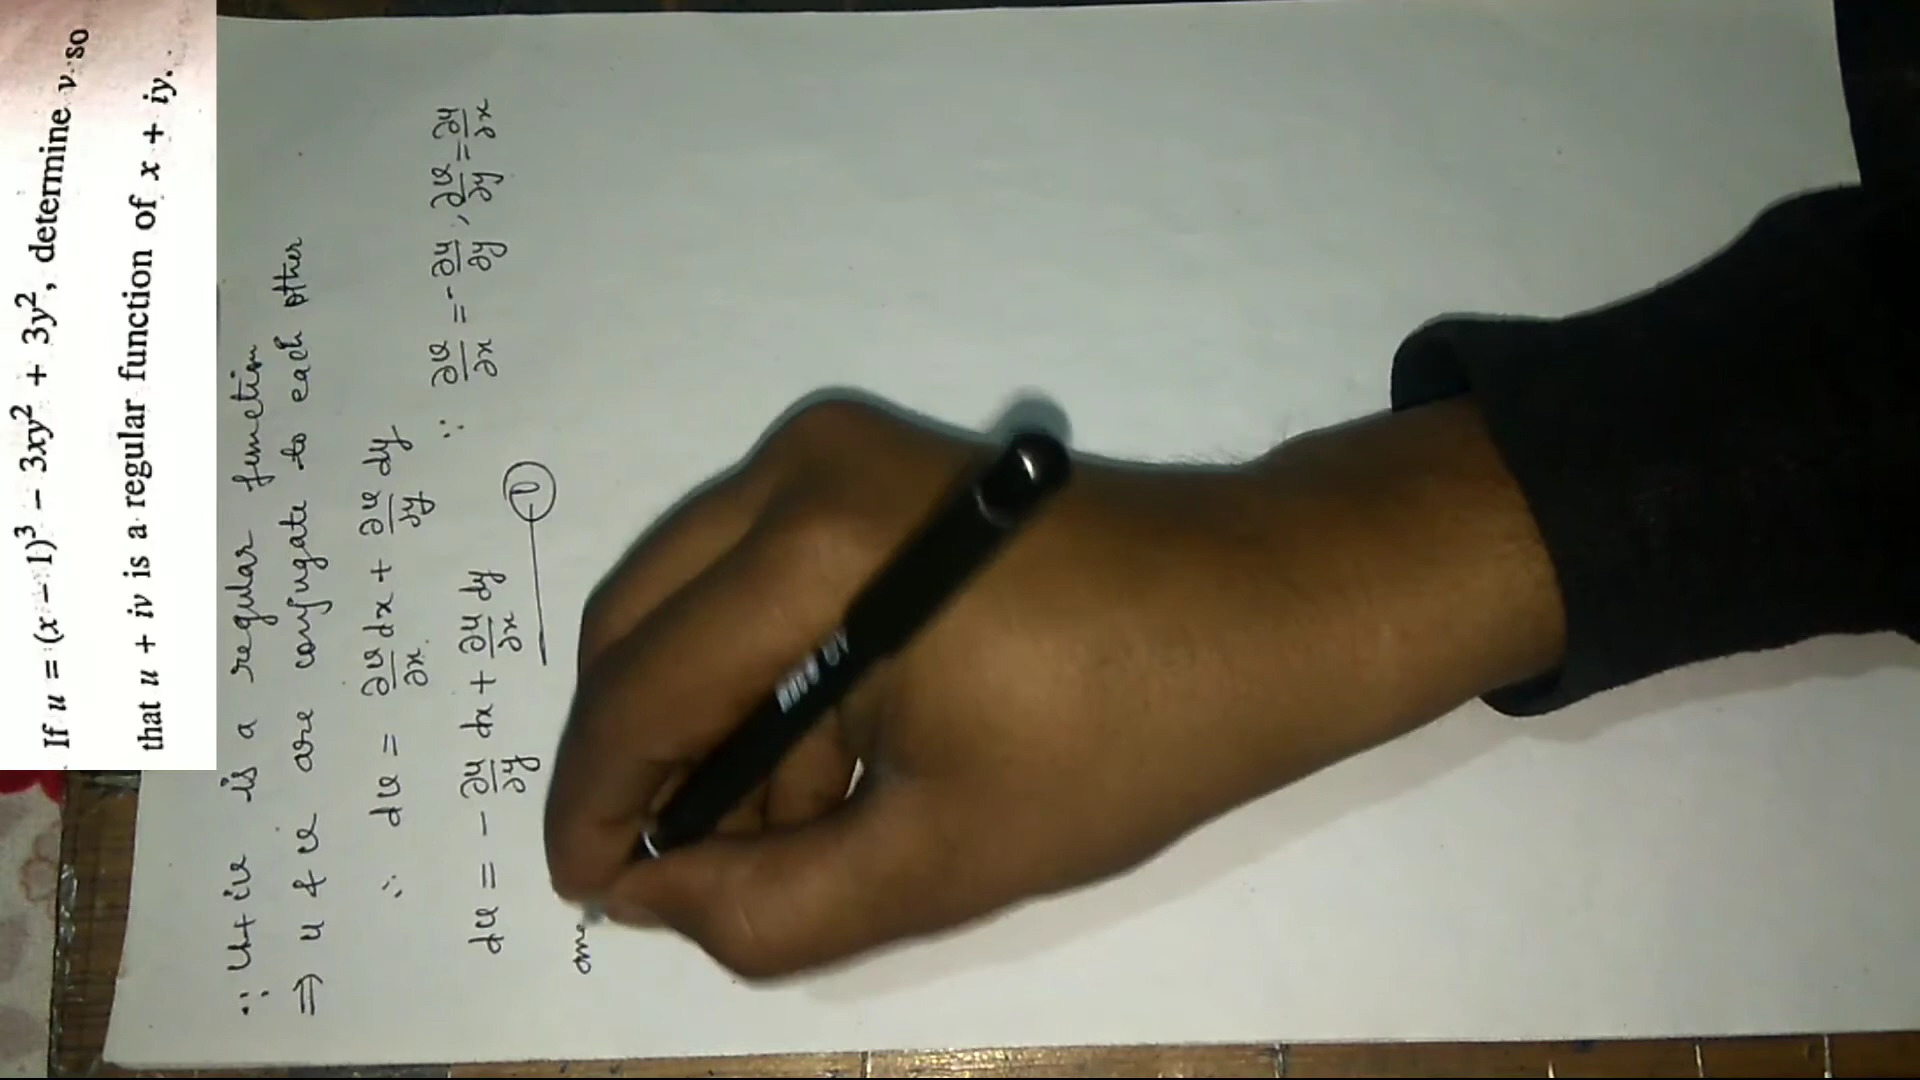 If u = (x − 1)³ − 3xy² + 3y², determine v so
that u + iv is a regular function of x + iy.
∵ u+iv is a regular function
⇒ u & v are conjugate to each other
∴ dv = ∂v/∂x dx + ∂v/∂y dy
dv = − ∂u/∂y dx + ∂u/∂x dy ∵ ∂v/∂x = − ∂u/∂y , ∂v/∂y = ∂u/∂x
①